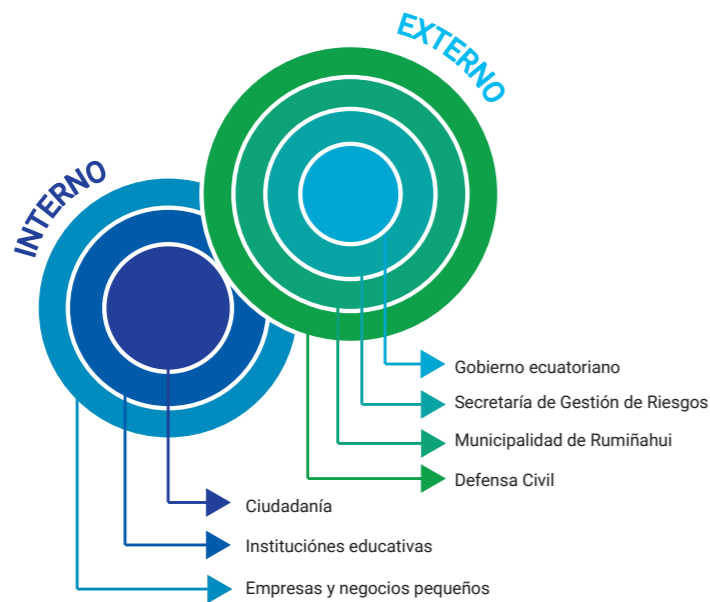 EXTERNO
INTERNO
Gobierno ecuatoriano
Secretaría de Gestión de Riesgos
Municipalidad de Rumiñahui
Defensa Civil
Ciudadanía
Instituciónes educativas
Empresas y negocios pequeños